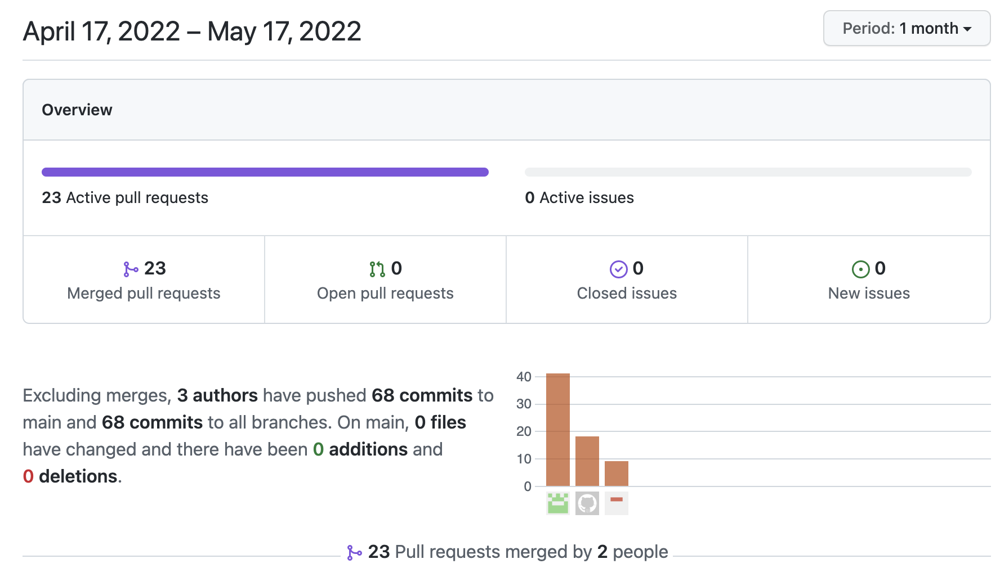 April 17, 2022 – May 17, 2022
Period: 1 month
Overview
23 Active pull requests
0 Active issues
23
Merged pull requests
0
Open pull requests
0
Closed issues
0
New issues
Excluding merges, 3 authors have pushed 68 commits to
main and 68 commits to all branches. On main, 0 files
have changed and there have been 0 additions and
0 deletions.
40
30
20
10
0
23 Pull requests merged by 2 people